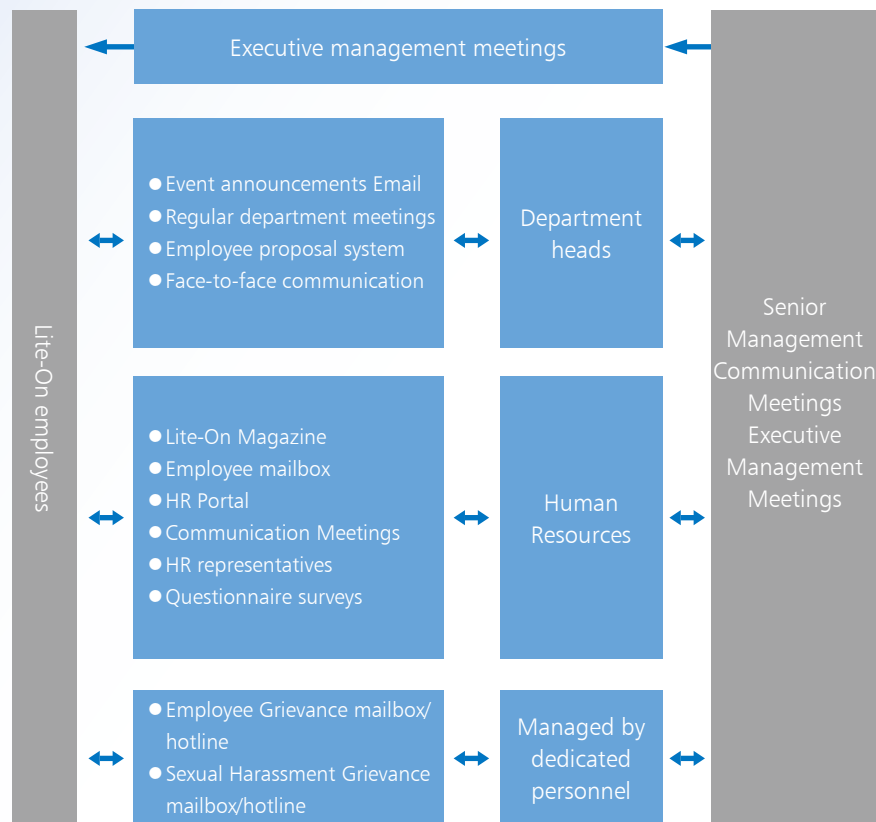 Executive management meetings
Lite-On employees
Event announcements Email
Regular department meetings
Employee proposal system
Face-to-face communication
Department
heads
Lite-On Magazine
Employee mailbox
HR Portal
Communication Meetings
HR representatives
Questionnaire surveys
Human
Resources
Employee Grievance mailbox/
hotline
Sexual Harassment Grievance
mailbox/hotline
Managed by
dedicated
personnel
Senior
Management
Communication
Meetings
Executive
Management
Meetings